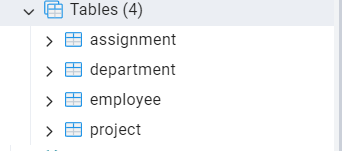 Tables (4)
assignment
department
employee
project